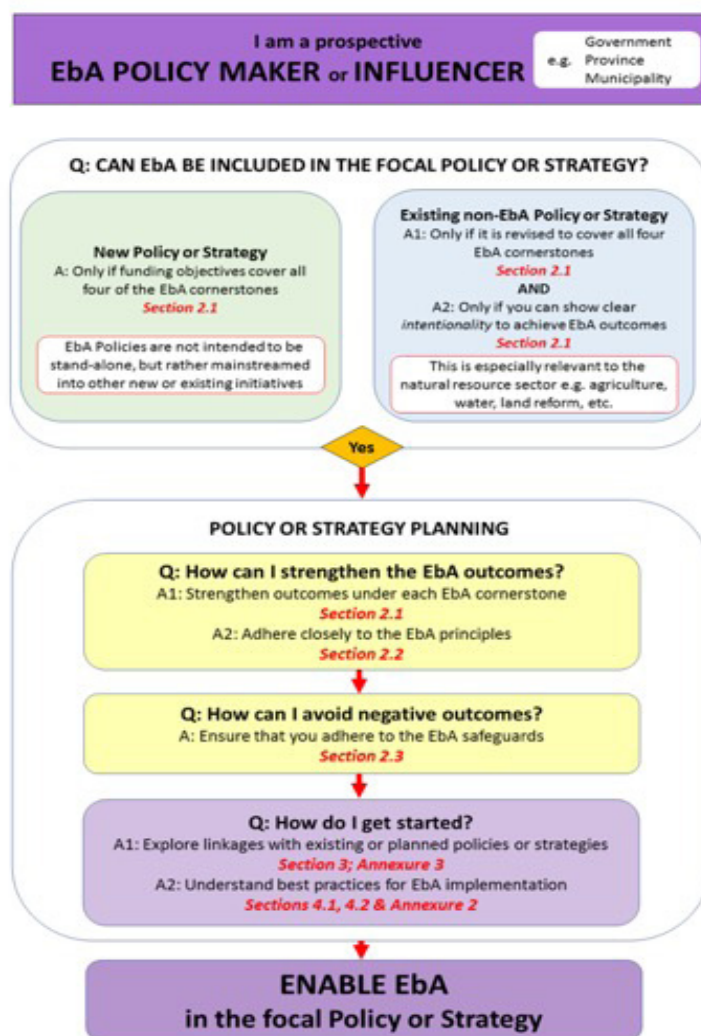 I am a prospective
EbA POLICY MAKER or INFLUENCER
e.g. Government
Province
Municipality
Q: CAN EbA BE INCLUDED IN THE FOCAL POLICY OR STRATEGY?
New Policy or Strategy
A: Only if funding objectives cover all
four of the EbA cornerstones
Section 2.1
EbA Policies are not intended to be
stand-alone, but rather mainstreamed
into other new or existing initiatives
Existing non-EbA Policy or Strategy
A1: Only if it is revised to cover all four
EbA cornerstones
Section 2.1
AND
A2: Only if you can show clear
intentionality to achieve EbA outcomes
Section 2.1
This is especially relevant to the
natural resource sector e.g. agriculture,
water, land reform, etc.
Yes
POLICY OR STRATEGY PLANNING
Q: How can I strengthen the EbA outcomes?
A1: Strengthen outcomes under each EbA cornerstone
Section 2.1
A2: Adhere closely to the EbA principles
Section 2.2
Q: How can I avoid negative outcomes?
A: Ensure that you adhere to the EbA safeguards
Section 2.3
Q: How do I get started?
A1: Explore linkages with existing or planned policies or strategies
Section 3; Annexure 3
A2: Understand best practices for EbA implementation
Sections 4.1, 4.2 & Annexure 2
ENABLE EbA
in the focal Policy or Strategy